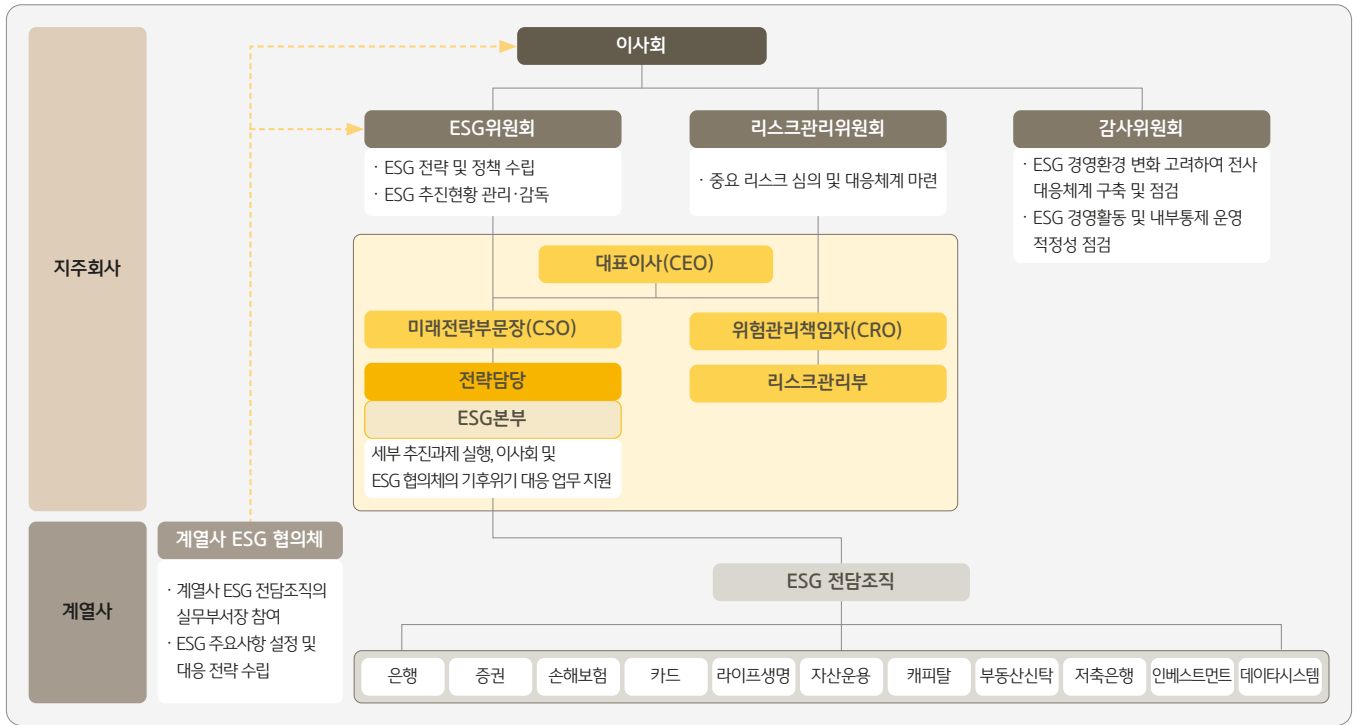 지주회사
이사회
ESG위원회
· ESG 전략 및 정책 수립
· ESG 추진현황 관리·감독
리스크관리위원회
· 중요 리스크 심의 및 대응체계 마련
감사위원회
· ESG 경영환경 변화 고려하여 전사
대응체계 구축 및 점검
· ESG 경영활동 및 내부통제 운영
적정성 점검
대표이사(CEO)
미래전략부문장(CSO)
위험관리책임자(CRO)
전략담당
리스크관리부
ESG본부
세부 추진과제 실행, 이사회 및
ESG 협의체의 기후위기 대응 업무 지원
계열사
계열사 ESG 협의체
· 계열사 ESG 전담조직의
실무부서장 참여
· ESG 주요사항 설정 및
대응 전략 수립
ESG 전담조직
은행
증권
손해보험
카드
라이프생명
자산운용
캐피탈
부동산신탁
저축은행
인베스트먼트
데이타시스템